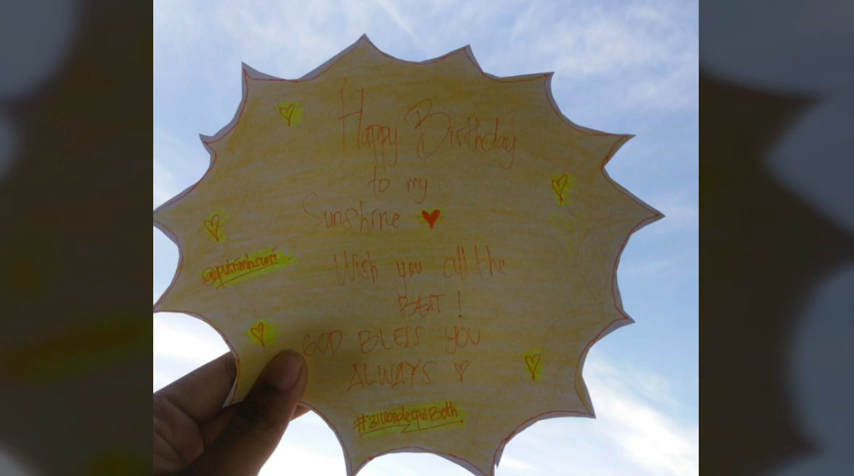 Happy Birthday
to my
Sunshine
Wish you all the
BEST!
GOD BLESS YOU
ALWAYS